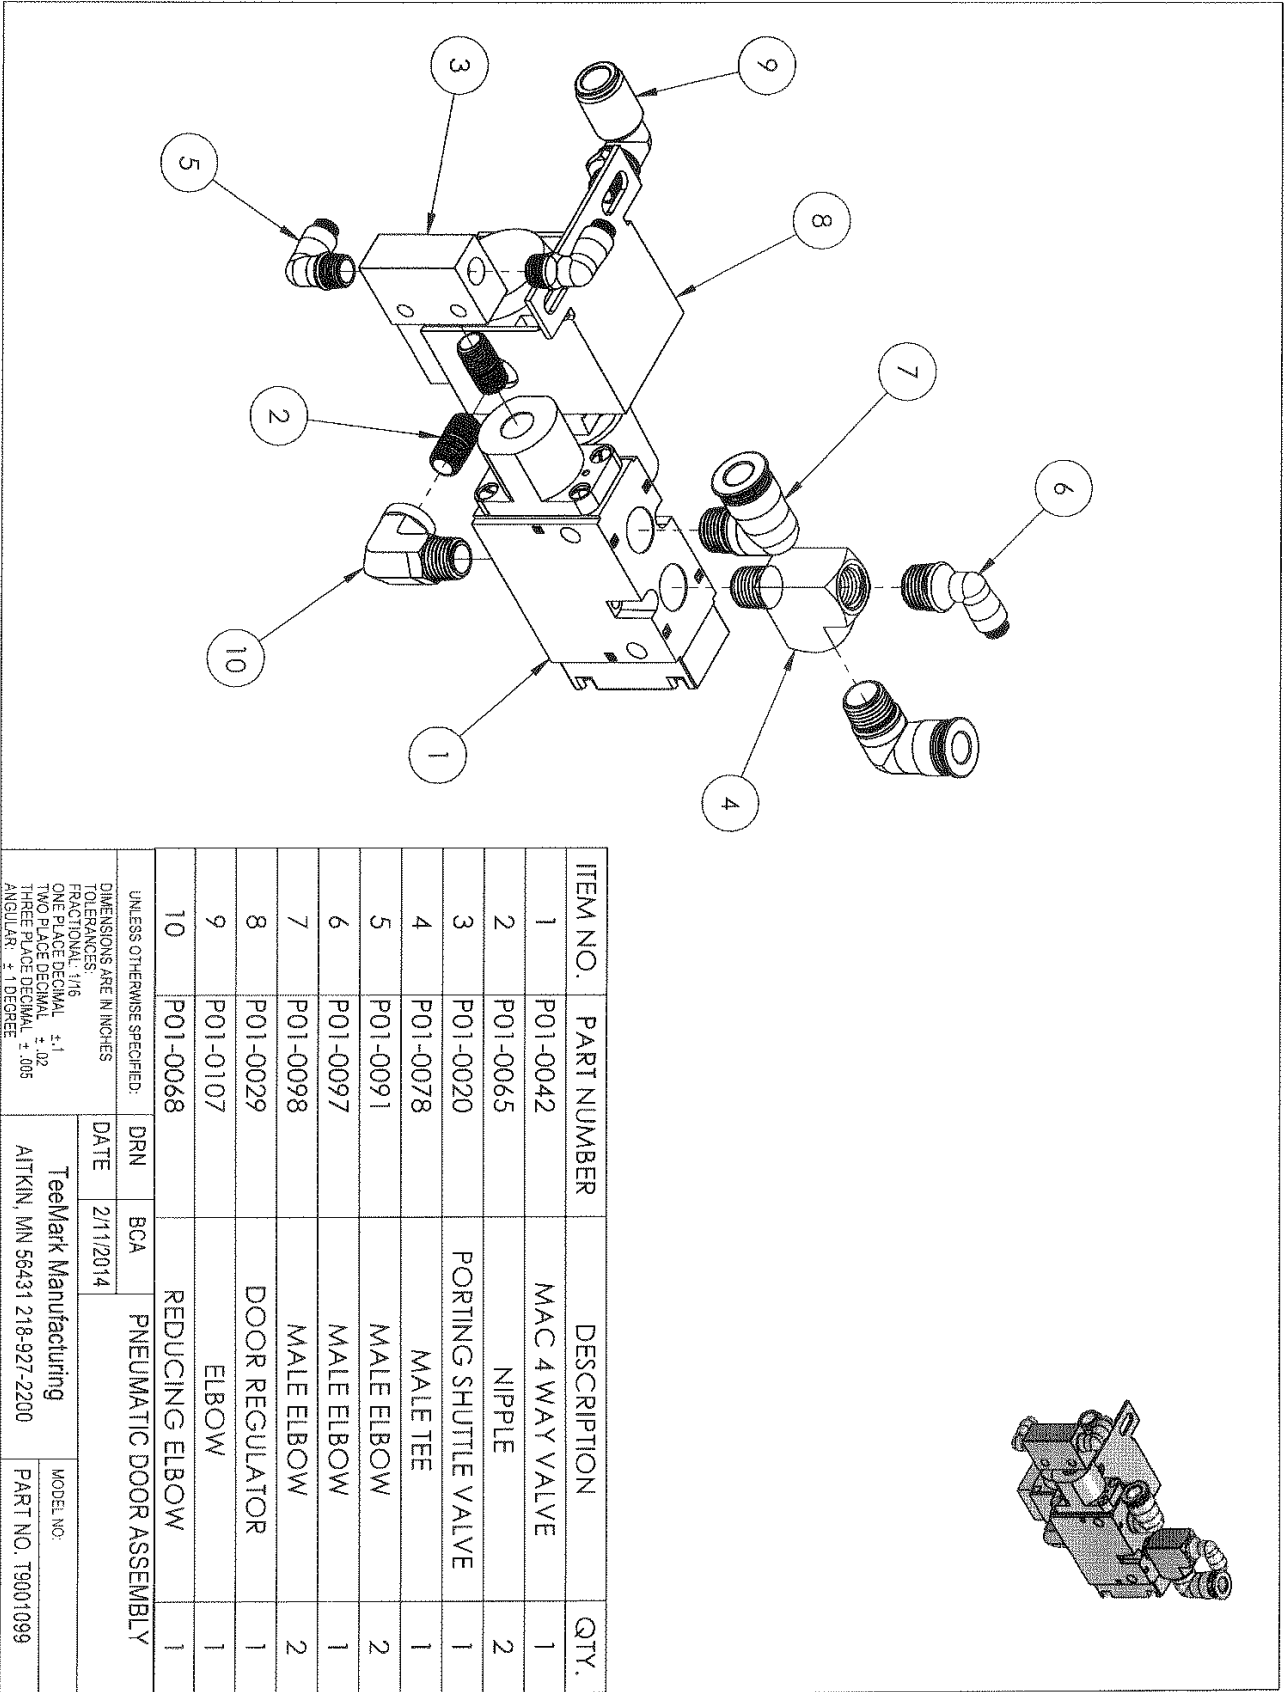 3
9
5
8
7
2
6
10
1
4
ITEM NO. PART NUMBER DESCRIPTION QTY.
1 P01-0042 MAC 4 WAY VALVE 1
2 P01-0065 NIPPLE 2
3 P01-0020 PORTING SHUTTLE VALVE 1
4 P01-0078 MALE TEE 1
5 P01-0091 MALE ELBOW 2
6 P01-0097 MALE ELBOW 1
7 P01-0098 MALE ELBOW 2
8 P01-0029 DOOR REGULATOR 1
9 P01-0107 ELBOW 1
10 P01-0068 REDUCING ELBOW 1
UNLESS OTHERWISE SPECIFIED:
DIMENSIONS ARE IN INCHES
TOLERANCES:
FRACTIONAL: 1/16
ONE PLACE DECIMAL ±.1
TWO PLACE DECIMAL ± .02
THREE PLACE DECIMAL ± .005
ANGULAR: ± 1 DEGREE
DRN BCA
DATE 2/11/2014
PNEUMATIC DOOR ASSEMBLY
TeeMark Manufacturing
AITKIN, MN 56431 218-927-2200
MODEL NO:
PART NO. T9001099